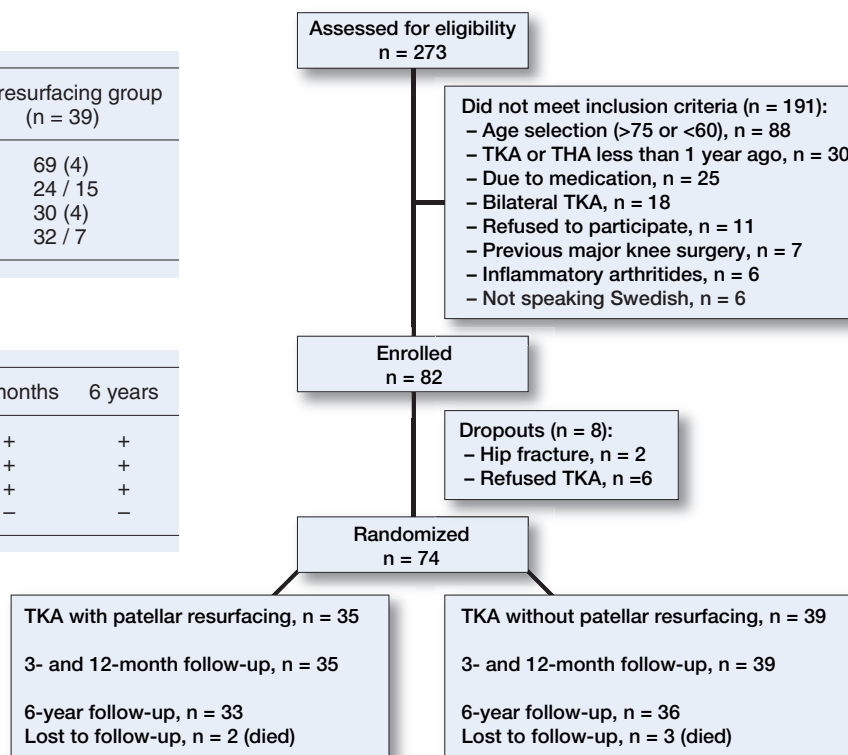 resurfacing group
(n = 39)
69 (4)
24 / 15
30 (4)
32 / 7
months 6 years
+ +
+ +
+ +
– –
Assessed for eligibility
n = 273
Did not meet inclusion criteria (n = 191):
– Age selection (>75 or <60), n = 88
– TKA or THA less than 1 year ago, n = 30
– Due to medication, n = 25
– Bilateral TKA, n = 18
– Refused to participate, n = 11
– Previous major knee surgery, n = 7
– Inflammatory arthritides, n = 6
– Not speaking Swedish, n = 6
Enrolled
n = 82
Dropouts (n = 8):
– Hip fracture, n = 2
– Refused TKA, n =6
Randomized
n = 74
TKA with patellar resurfacing, n = 35
3- and 12-month follow-up, n = 35
6-year follow-up, n = 33
Lost to follow-up, n = 2 (died)
TKA without patellar resurfacing, n = 39
3- and 12-month follow-up, n = 39
6-year follow-up, n = 36
Lost to follow-up, n = 3 (died)